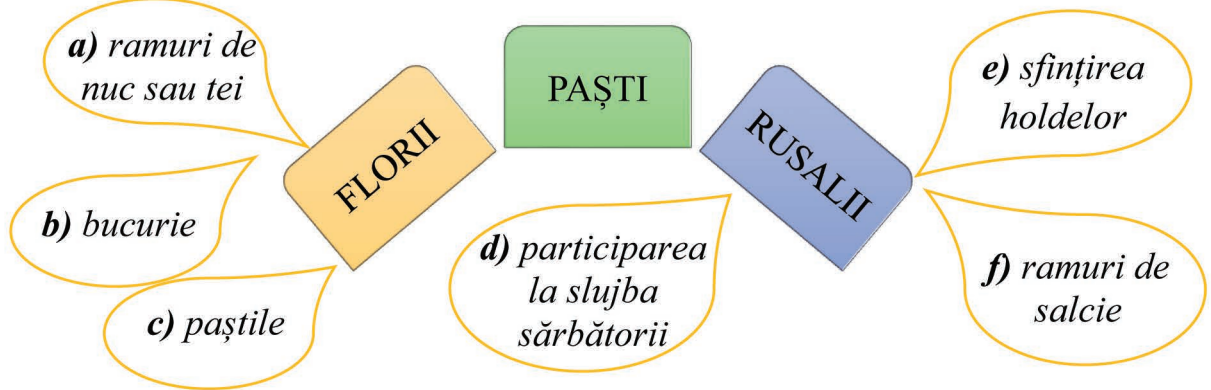 a) ramuri de
nuc sau tei
b) bucurie
c) paștile
FLORII
PAȘTI
RUSALII
d) participarea
la slujba
sărbătorii
e) sfințirea
holdelor
f) ramuri de
salcie